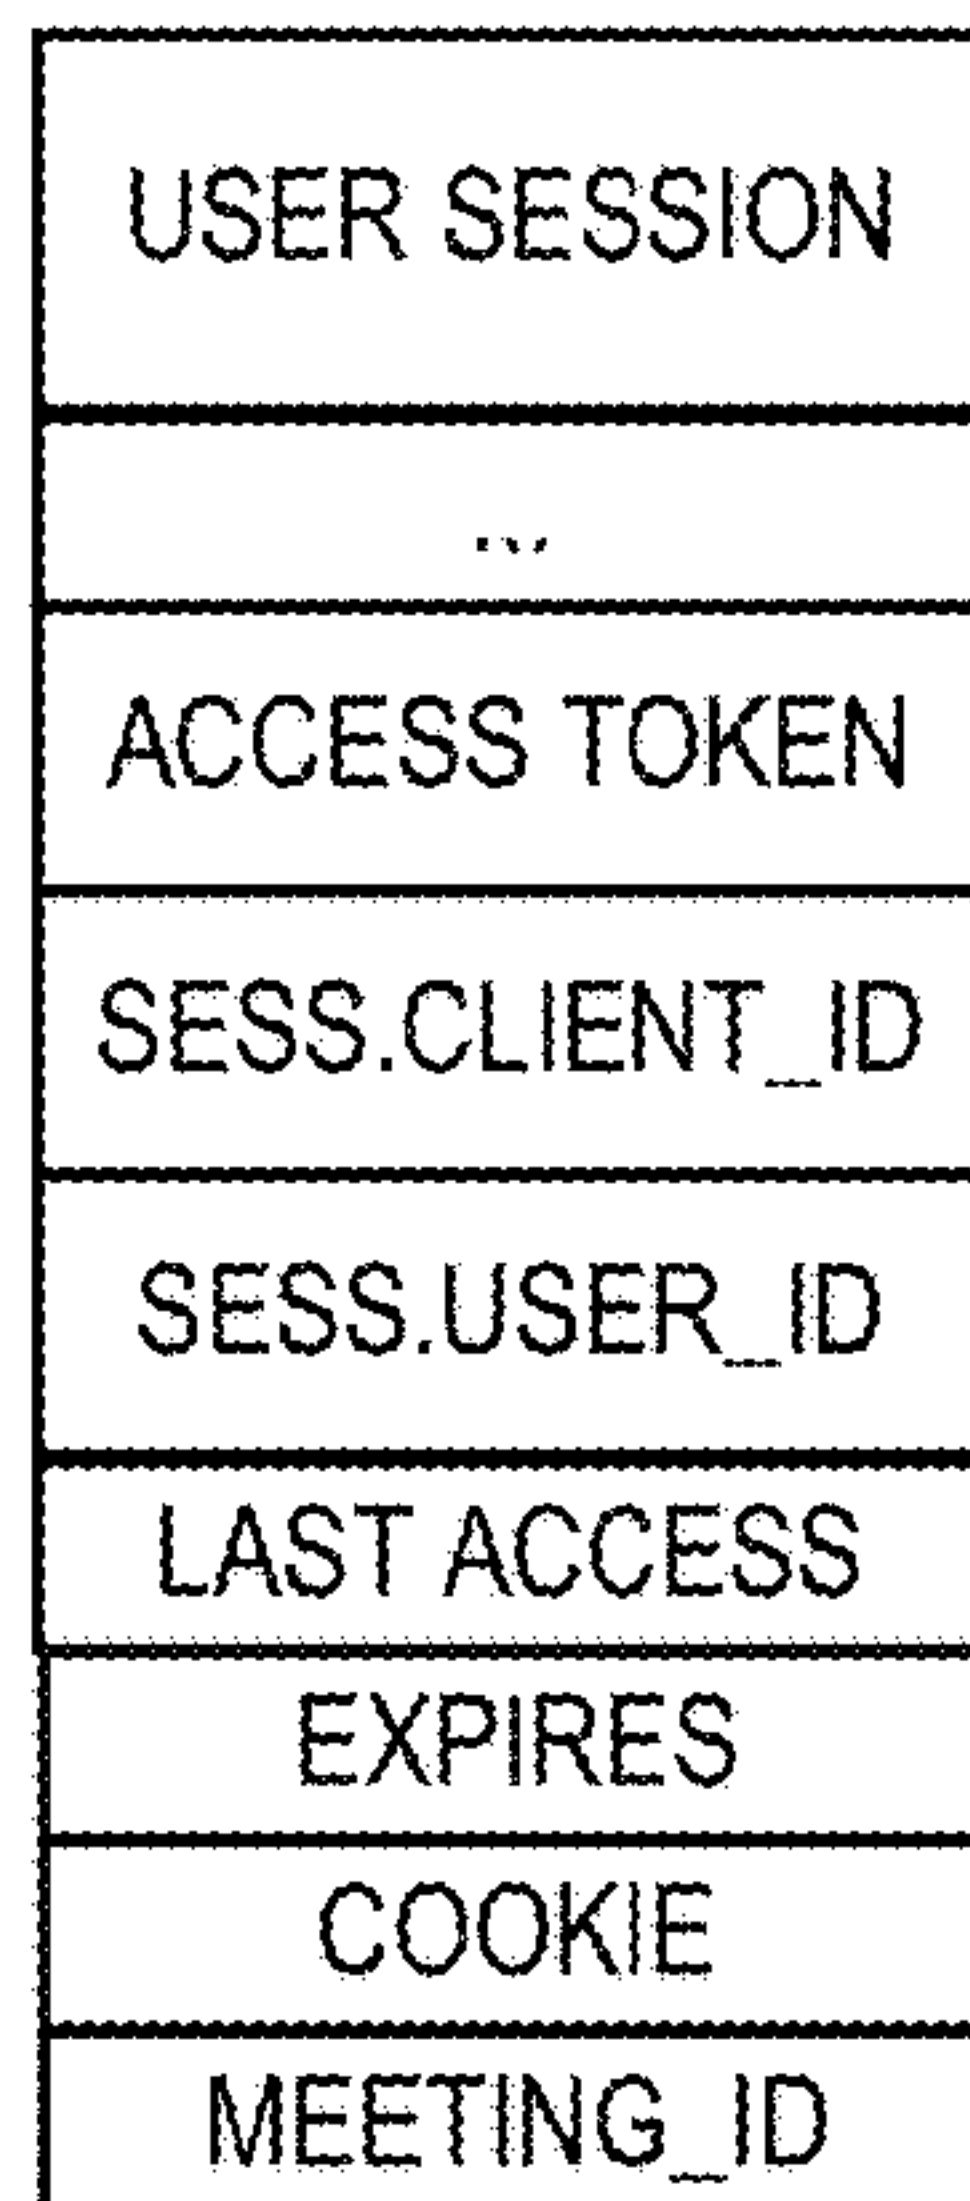 USER SESSION
...
ACCESS TOKEN
SESS.CLIENT_ID
SESS.USER_ID
LAST ACCESS
EXPIRES
COOKIE
MEETING_ID